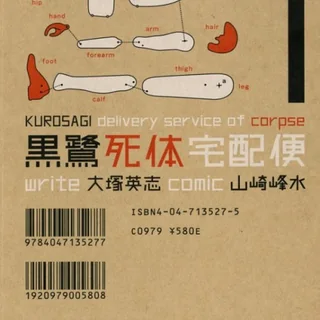 hip
hand
arm
hair
forearm
foot
thigh
leg
calf
KUROSAGI delivery service of corpse
黒鷺死体宅配便
write 大塚英志 comic 山崎峰水
ISBN4-04-713527-5
C0979 ¥580E
9784047135277
1920979005808